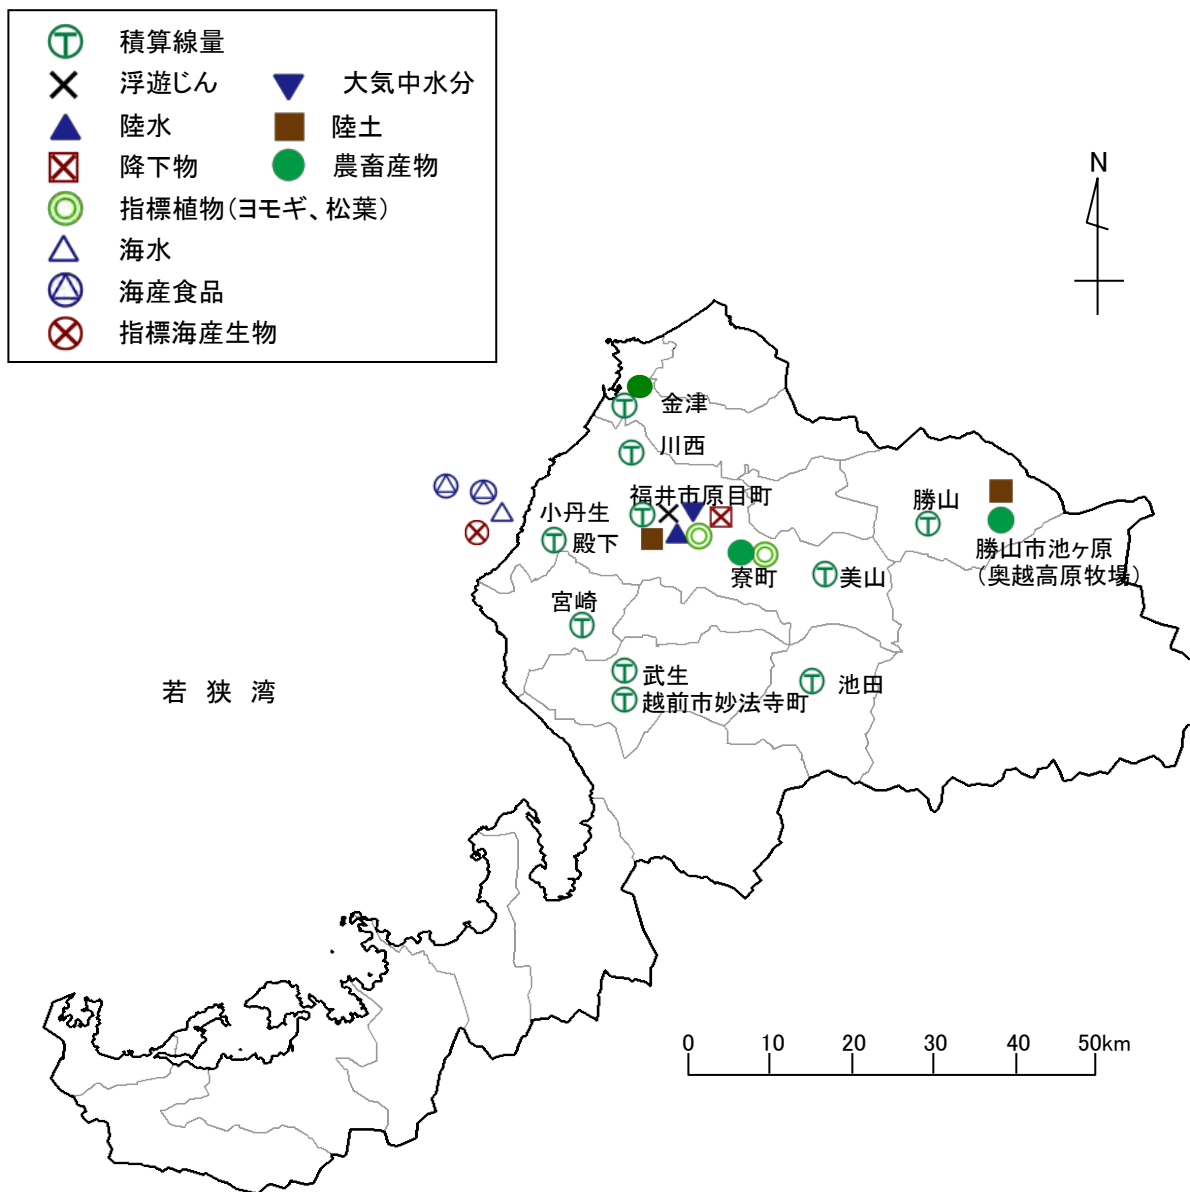 積算線量
浮遊じん 大気中水分
陸水 陸土
降下物 農畜産物
指標植物(ヨモギ、松葉)
海水
海産食品
指標海産生物
N
金津
川西
福井市原目町
小丹生
殿下
勝山
勝山市池ヶ原
(奥越高原牧場)
寮町
美山
宮崎
武生
越前市妙法寺町
池田
若狭湾
0 10 20 30 40 50km